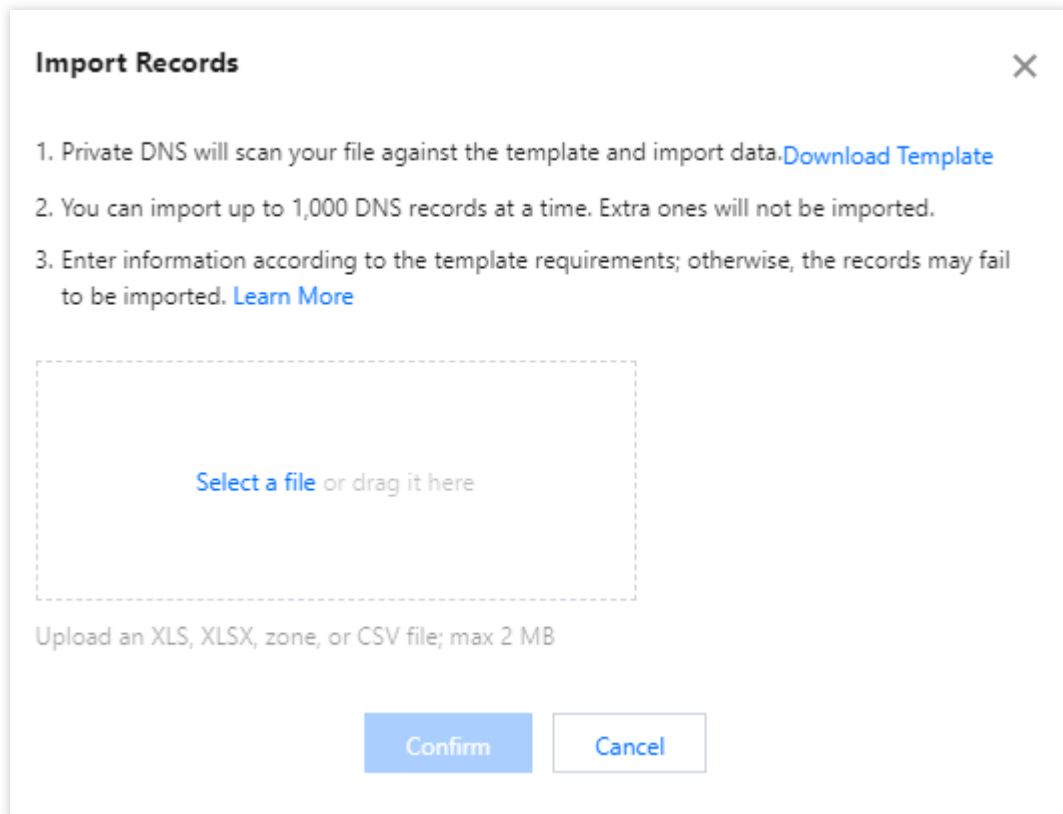 Import Records
1. Private DNS will scan your file against the template and import data.Download Template
2. You can import up to 1,000 DNS records at a time. Extra ones will not be imported.
3. Enter information according to the template requirements; otherwise, the records may fail
to be imported. Learn More
Select a file or drag it here
Upload an XLS, XLSX, zone, or CSV file; max 2 MB
Confirm Cancel